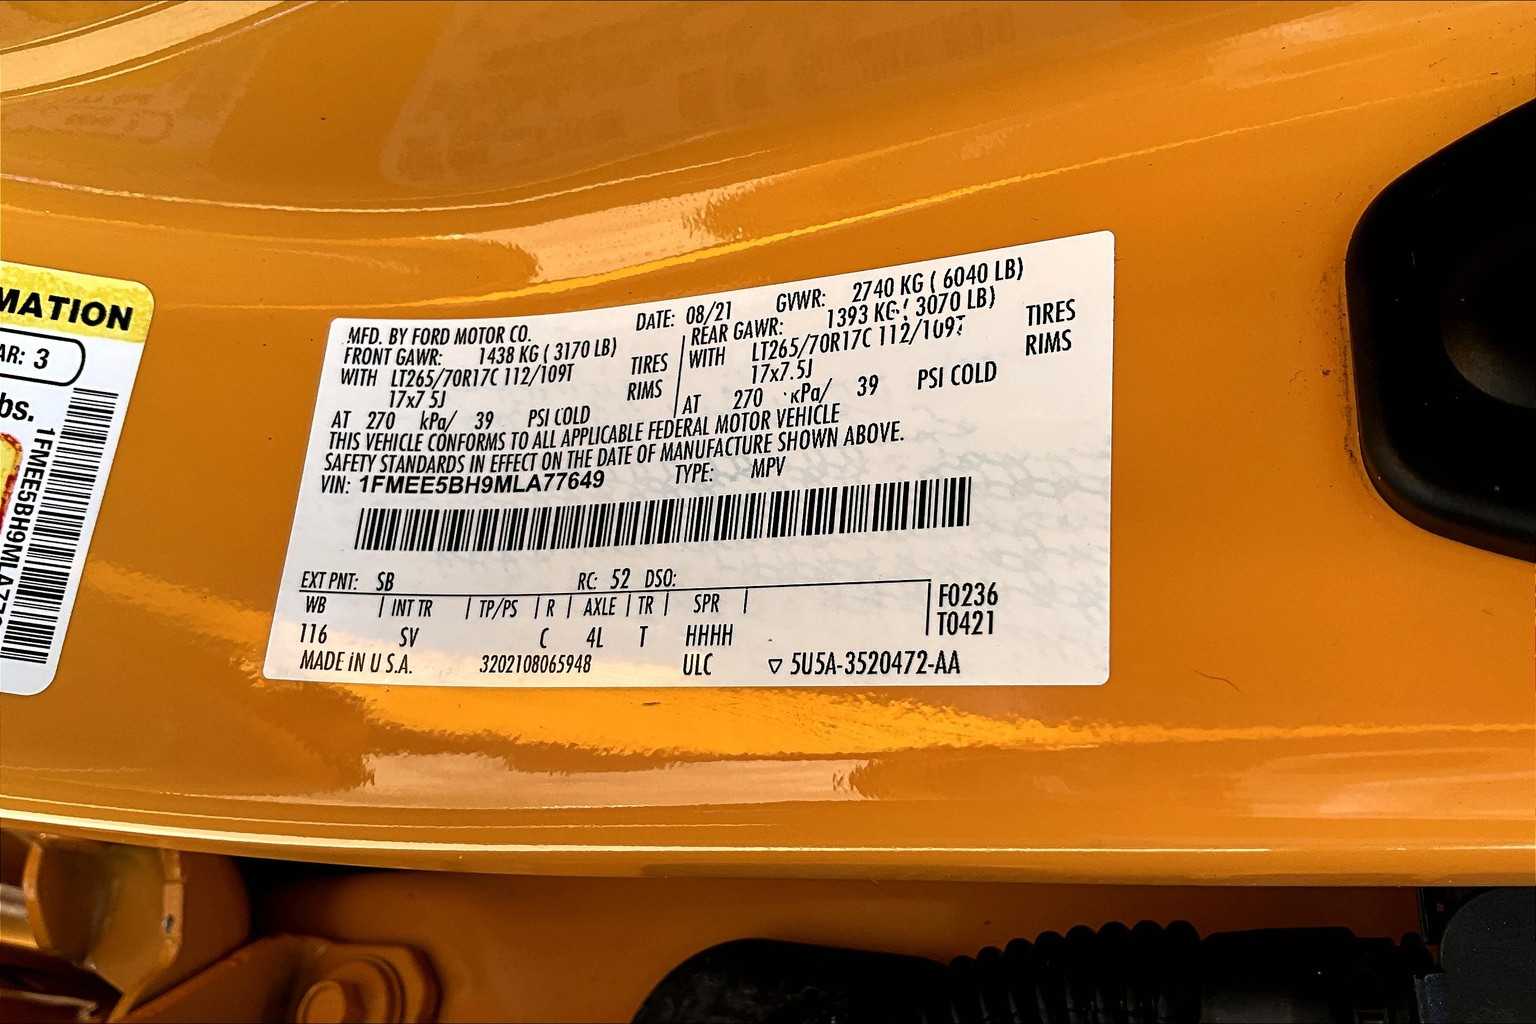 MATION
AR: 3
bs.
1FMEE5BH9MLA77
MFD. BY FORD MOTOR CO. DATE: 08/21 GVWR: 2740 KG ( 6040 LB)
FRONT GAWR: 1438 KG ( 3170 LB) REAR GAWR: 1393 KG ( 3070 LB)
WITH LT265/70R17C 112/109T TIRES WITH LT265/70R17C 112/109T TIRES
17x7.5J RIMS 17x7.5J RIMS
AT 270 kPa/ 39 PSI COLD AT 270 kPa/ 39 PSI COLD
THIS VEHICLE CONFORMS TO ALL APPLICABLE FEDERAL MOTOR VEHICLE
SAFETY STANDARDS IN EFFECT ON THE DATE OF MANUFACTURE SHOWN ABOVE.
VIN: 1FMEE5BH9MLA77649 TYPE: MPV
EXT PNT: SB RC: 52 DSO:
WB | INT TR | TP/PS | R | AXLE | TR | SPR | F0236
T0421
116 SV C 4L T HHHH
MADE IN U.S.A. 3202108065948 ULC ▽ 5U5A-3520472-AA